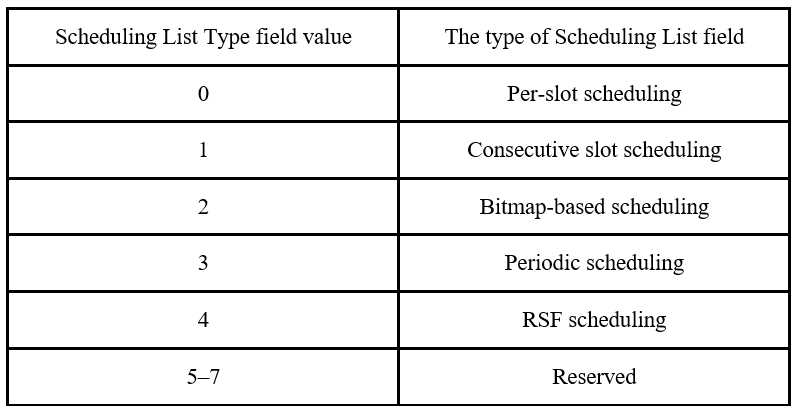 Scheduling List Type field value The type of Scheduling List field
0 Per-slot scheduling
1 Consecutive slot scheduling
2 Bitmap-based scheduling
3 Periodic scheduling
4 RSF scheduling
5–7 Reserved